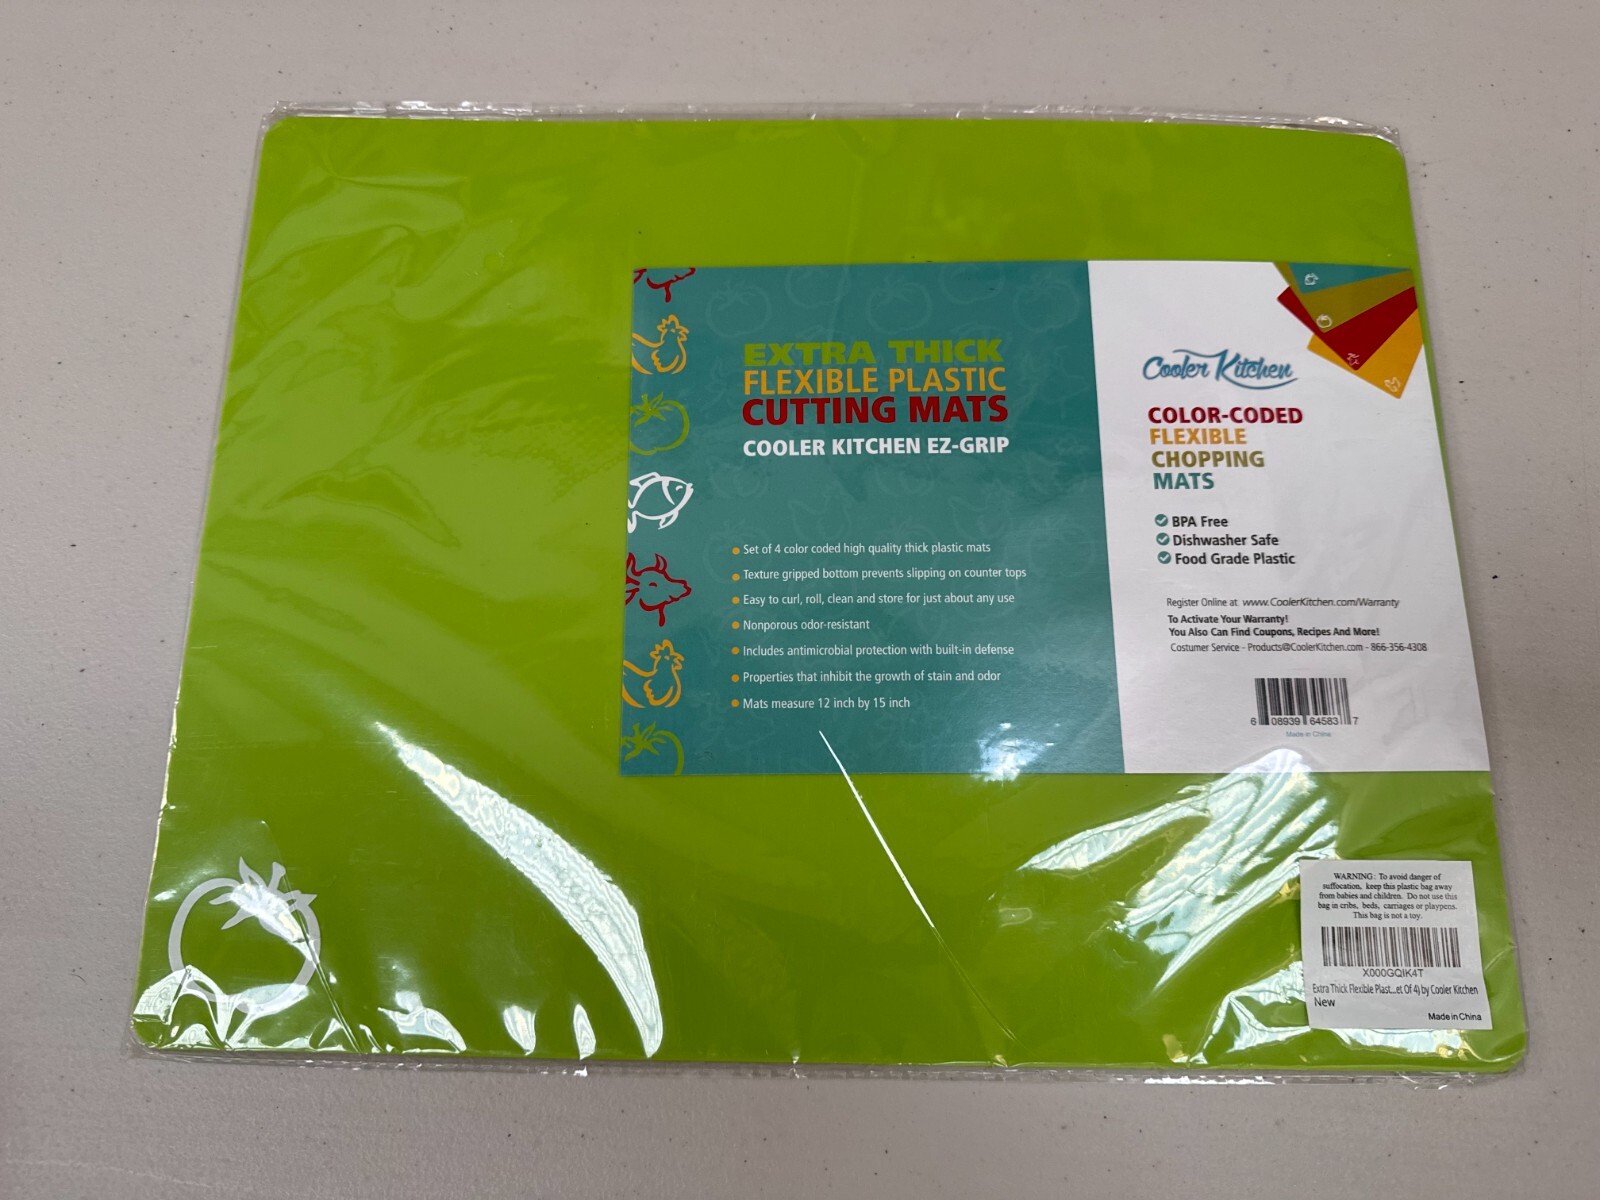 EXTRA THICK
FLEXIBLE PLASTIC
CUTTING MATS
COOLER KITCHEN EZ-GRIP
Set of 4 color coded high quality thick plastic mats
Texture gripped bottom prevents slipping on counter tops
Easy to curl, roll, clean and store for just about any use
Nonporous odor-resistant
Includes antimicrobial protection with built-in defense
Properties that inhibit the growth of stain and odor
Mats measure 12 inch by 15 inch
Cooler Kitchen
COLOR-CODED
FLEXIBLE
CHOPPING
MATS
BPA Free
Dishwasher Safe
Food Grade Plastic
Register Online at: www.CoolerKitchen.com/Warranty
To Activate Your Warranty!
You Also Can Find Coupons, Recipes And More!
Costumer Service - Products@CoolerKitchen.com - 866-356-4308
6 08939 64583 7
Made in China
WARNING: To avoid danger of
suffocation, keep this plastic bag away
from babies and children. Do not use this
bag in cribs, beds, carriages or playpens.
This bag is not a toy.
X000GQIK4T
Extra Thick Flexible Plast...et Of 4) by Cooler Kitchen
New
Made in China